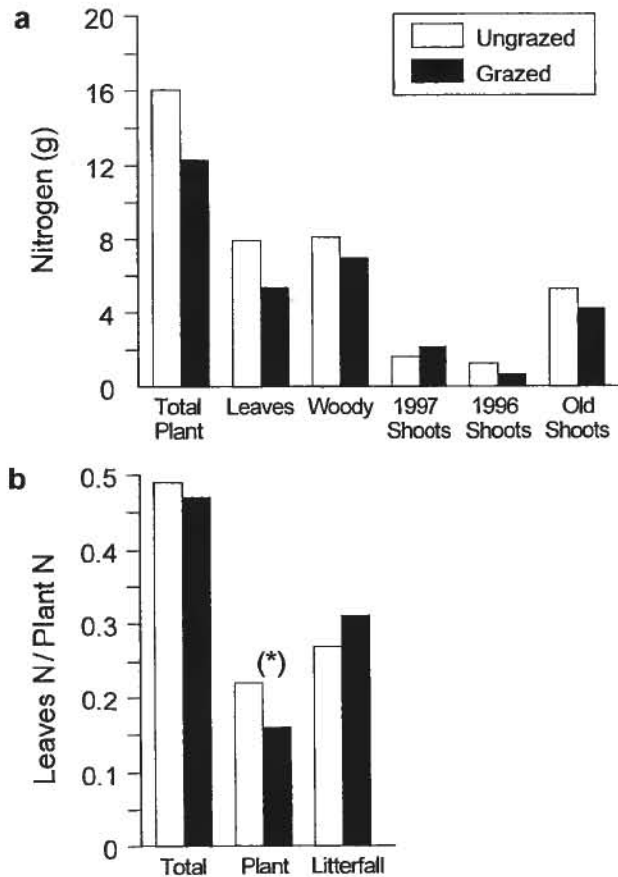 a
Nitrogen (g)
20
16
12
8
4
0
Ungrazed
Grazed
Total
Plant
Leaves
Woody
1997
Shoots
1996
Shoots
Old
Shoots
b
Leaves N / Plant N
0.5
0.4
0.3
0.2
0.1
0
(*)
Total
Plant
Litterfall